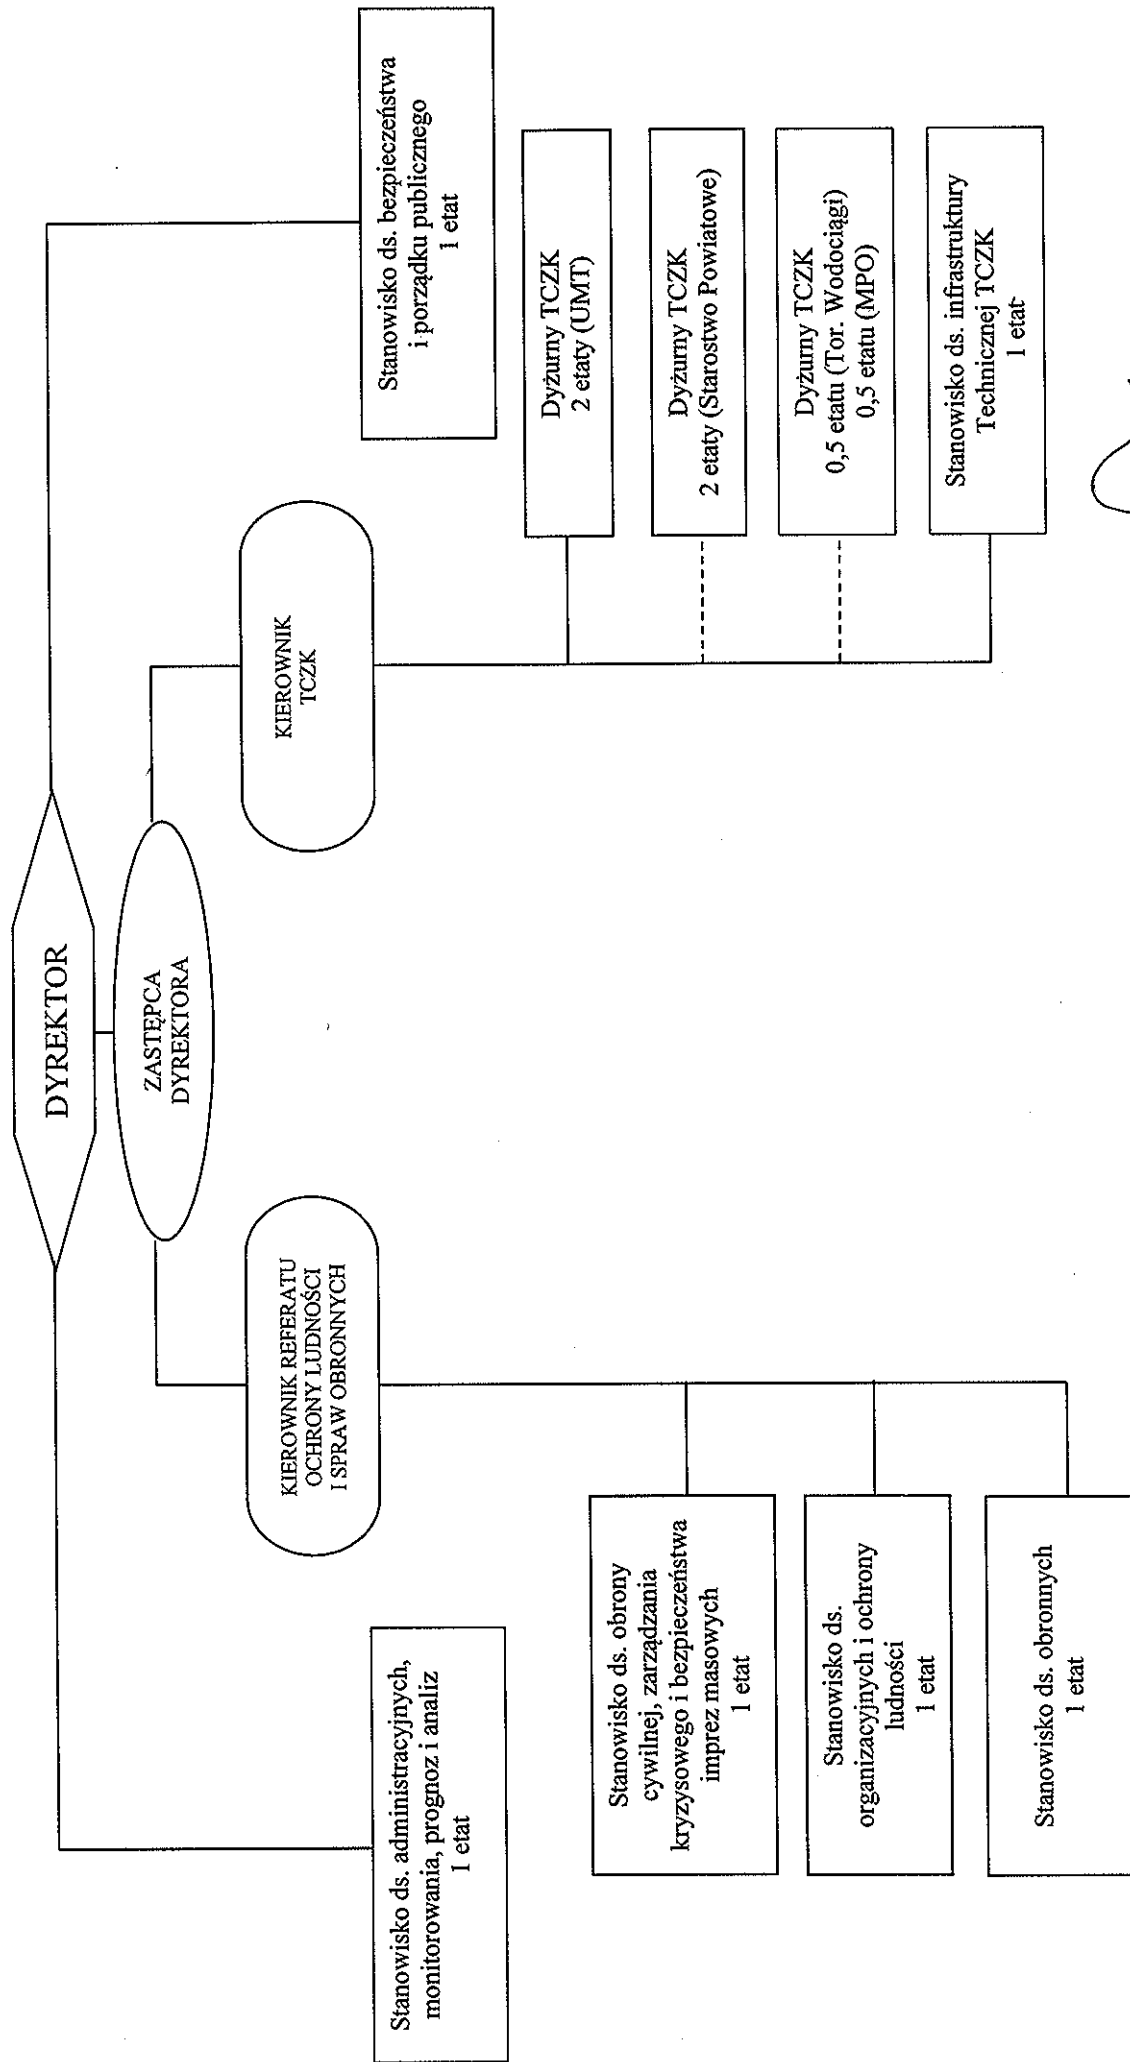 DYREKTOR
ZASTĘPCA
DYREKTORA
KIEROWNIK REFERATU
OCHRONY LUDNOŚCI
I SPRAW OBRONNYCH
KIEROWNIK
TCZK
Stanowisko ds. administracyjnych,
monitorowania, prognoz i analiz
1 etat
Stanowisko ds. bezpieczeństwa
i porządku publicznego
1 etat
Stanowisko ds. obrony
cywilnej, zarządzania
kryzysowego i bezpieczeństwa
imprez masowych
1 etat
Stanowisko ds.
organizacyjnych i ochrony
ludności
1 etat
Stanowisko ds. obronnych
1 etat
Dyżurny TCZK
2 etaty (UMT)
Dyżurny TCZK
2 etaty (Starostwo Powiatowe)
Dyżurny TCZK
0,5 etatu (Tor. Wodociągi)
0,5 etatu (MPO)
Stanowisko ds. infrastruktury
Technicznej TCZK
1 etat